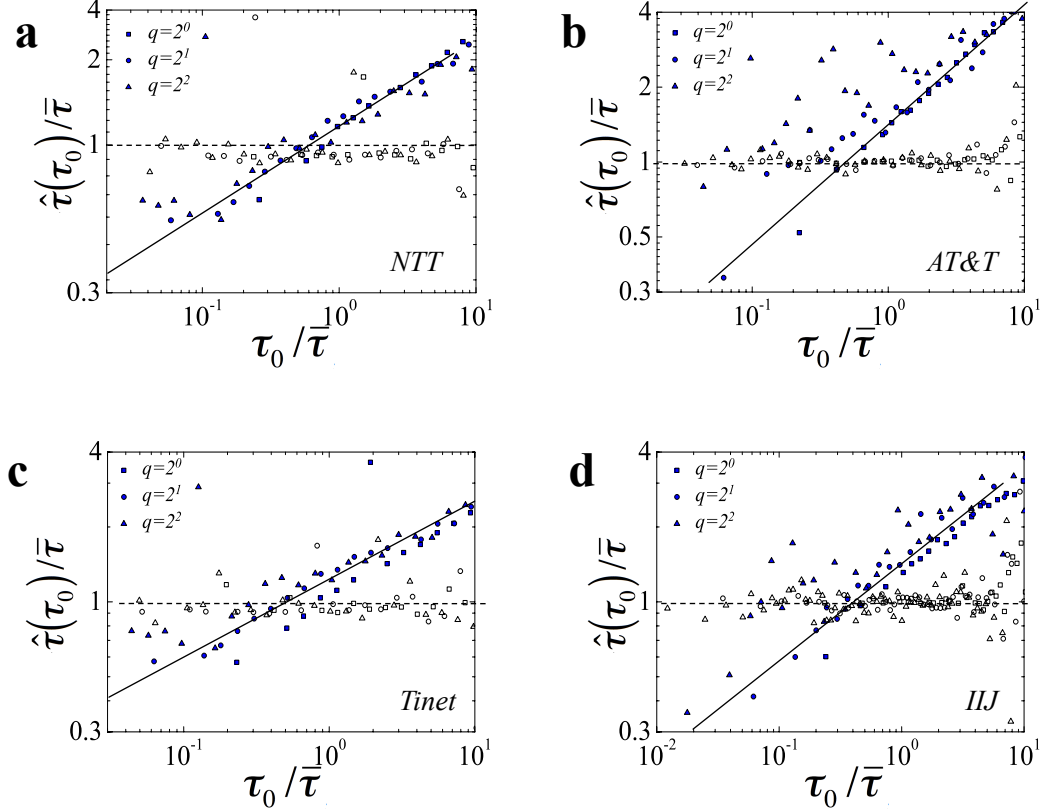 a
4
2
1
0.3
q=2⁰
q=2¹
q=2²
NTT
10⁻¹ 10⁰ 10¹
τ₀/τ̄
τ̂(τ₀)/τ̄
b
4
2
1
0.5
0.3
q=2⁰
q=2¹
q=2²
AT&T
10⁻¹ 10⁰ 10¹
τ₀/τ̄
τ̂(τ₀)/τ̄
c
4
1
0.3
q=2⁰
q=2¹
q=2²
Tinet
10⁻¹ 10⁰ 10¹
τ₀/τ̄
τ̂(τ₀)/τ̄
d
4
1
0.3
q=2⁰
q=2¹
q=2²
IIJ
10⁻² 10⁻¹ 10⁰ 10¹
τ₀/τ̄
τ̂(τ₀)/τ̄